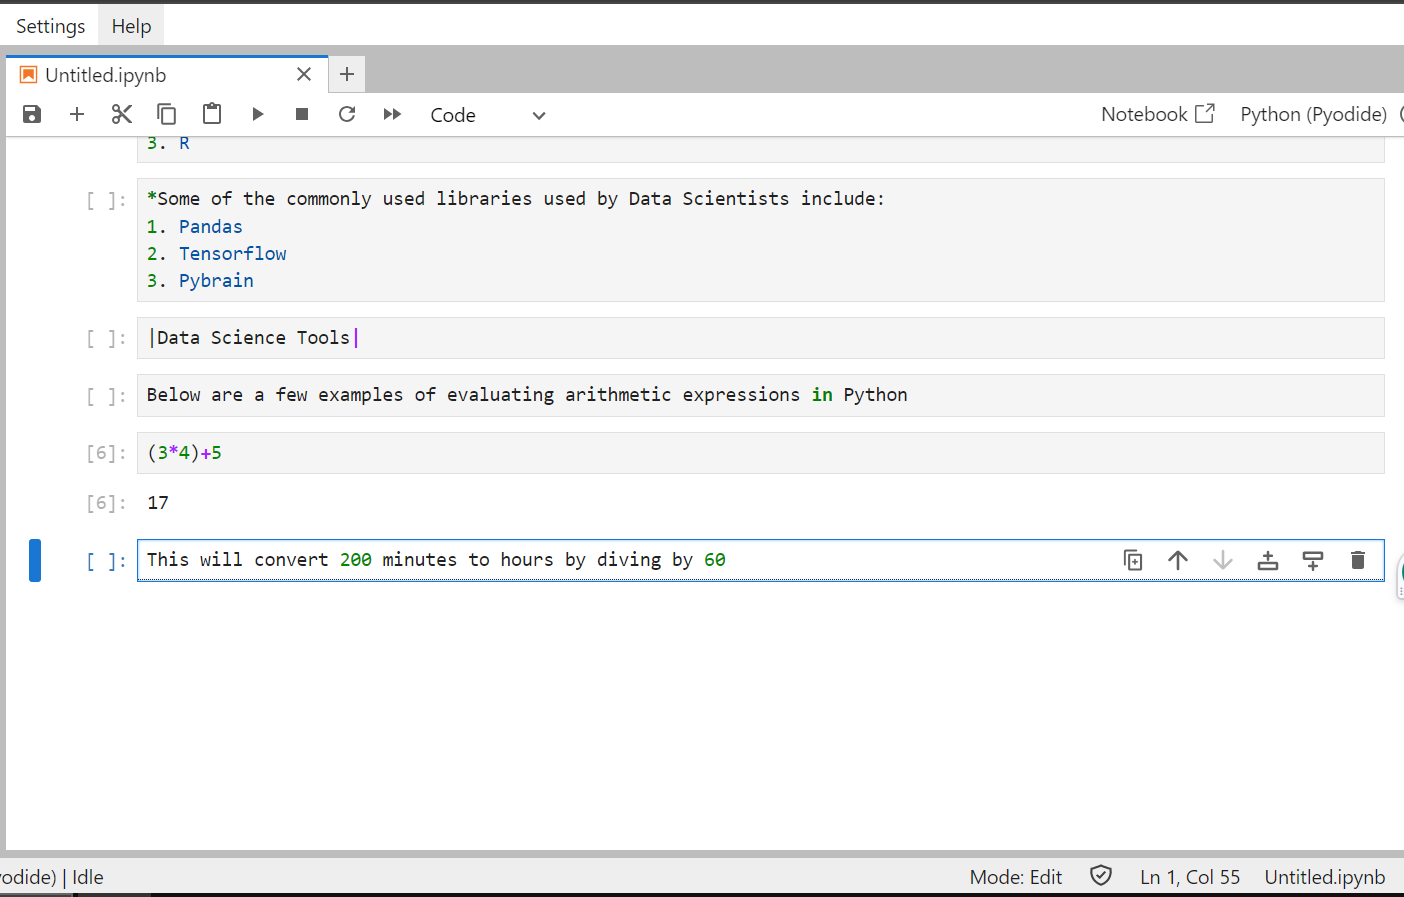 Settings Help
Untitled.ipynb
Code Notebook Python (Pyodide)
3. R
[ ]: *Some of the commonly used libraries used by Data Scientists include:
1. Pandas
2. Tensorflow
3. Pybrain
[ ]: |Data Science Tools|
[ ]: Below are a few examples of evaluating arithmetic expressions in Python
[6]: (3*4)+5
[6]: 17
[ ]: This will convert 200 minutes to hours by diving by 60
yodide) | Idle Mode: Edit Ln 1, Col 55 Untitled.ipynb